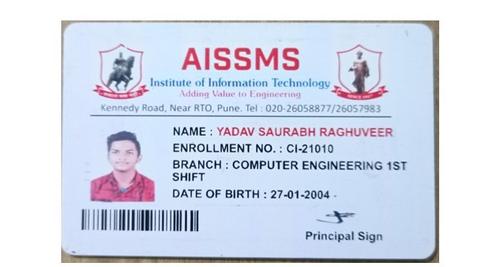 AISSMS
Institute of Information Technology
Adding Value to Engineering
Kennedy Road, Near RTO, Pune. Tel : 020-26058877/26057983
NAME : YADAV SAURABH RAGHUVEER
ENROLLMENT NO. : CI-21010
BRANCH : COMPUTER ENGINEERING 1ST
SHIFT
DATE OF BIRTH : 27-01-2004 -
Principal Sign